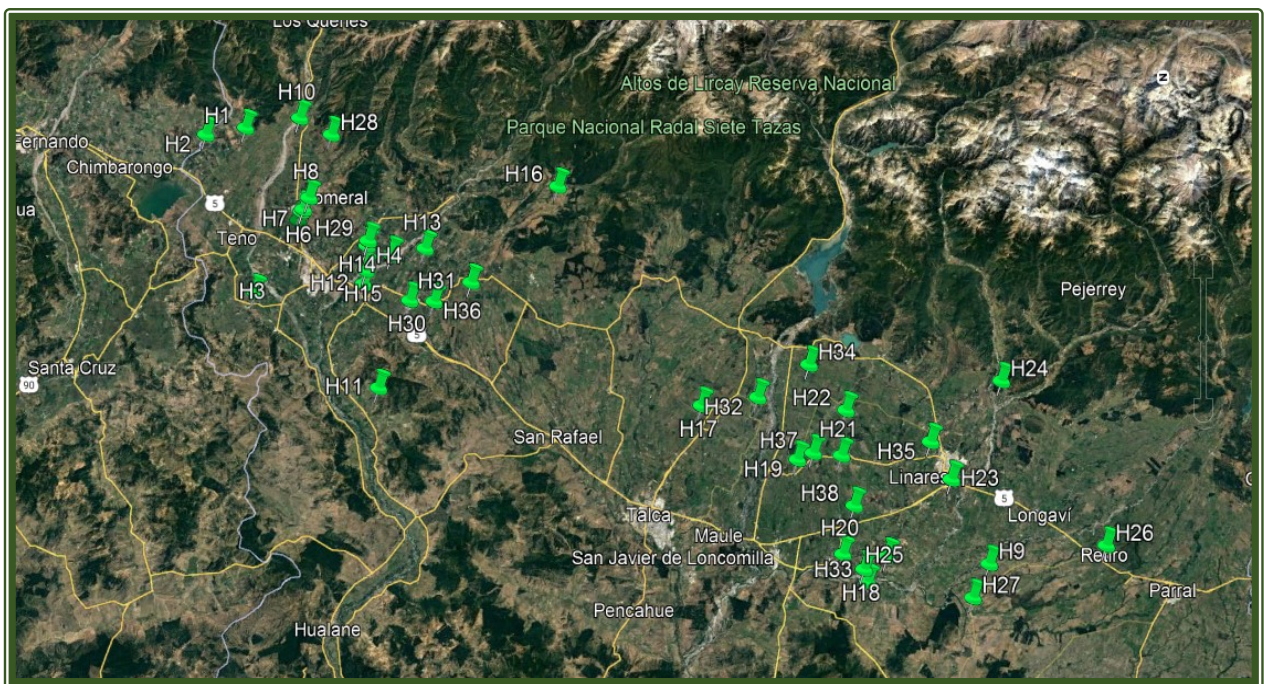 Los Queñes
H10
Altos de Lircay Reserva Nacional
H1
H28
Parque Nacional Radal Siete Tazas
H2
Fernando
Chimbarongo
H8
H16
omeral
5
H7
H29
H13
H6
Teno
H4
H14
H12
H31
H3
H15
H36
Pejerrey
H30
5
H34
Santa Cruz
H24
90
H11
H22
H32
H17
H21
San Rafael
H37
H35
H19
Linares
H23
H38
5
Talca
Longaví
H20
Maule
H26
San Javier de Loncomilla
H25
H9
Retiro
H33
H18
H27
Parral
Pencahue
Hualane
N